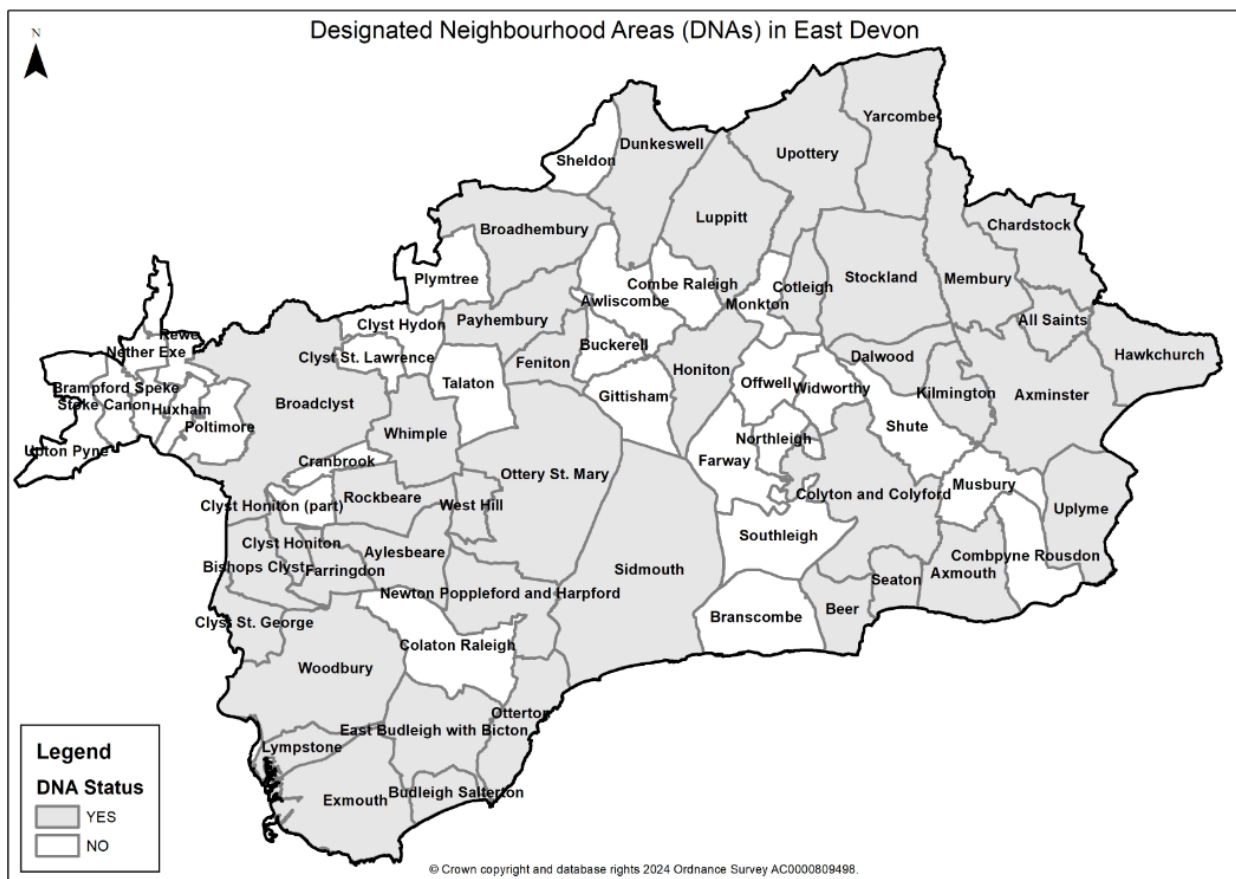 Designated Neighbourhood Areas (DNAs) in East Devon
N
Yarcombe
Dunkeswell
Upottery
Sheldon
Luppitt
Chardstock
Broadhembury
Stockland
Plymtree
Combe Raleigh
Cotleigh
Membury
Awliscombe
Monkton
Payhembury
All Saints
Clyst Hydon
Rewe
Buckerell
Nether Exe
Clyst St. Lawrence
Dalwood
Hawkchurch
Feniton
Honiton
Talaton
Offwell
Widworthy
Brampford Speke
Kilmington
Axminster
Gittisham
Broadclyst
Stoke Canon
Huxham
Poltimore
Shute
Whimple
Northleigh
Upton Pyne
Cranbrook
Farway
Ottery St. Mary
Musbury
Colyton and Colyford
Rockbeare
Clyst Honiton (part)
West Hill
Uplyme
Southleigh
Clyst Honiton
Aylesbeare
Combpyne Rousdon
Bishops Clyst
Farringdon
Sidmouth
Axmouth
Seaton
Newton Poppleford and Harpford
Beer
Branscombe
Clyst St. George
Colaton Raleigh
Woodbury
Otterton
East Budleigh with Bicton
Lympstone
Budleigh Salterton
Exmouth
Legend
DNA Status
YES
NO
© Crown copyright and database rights 2024 Ordnance Survey AC0000809498.